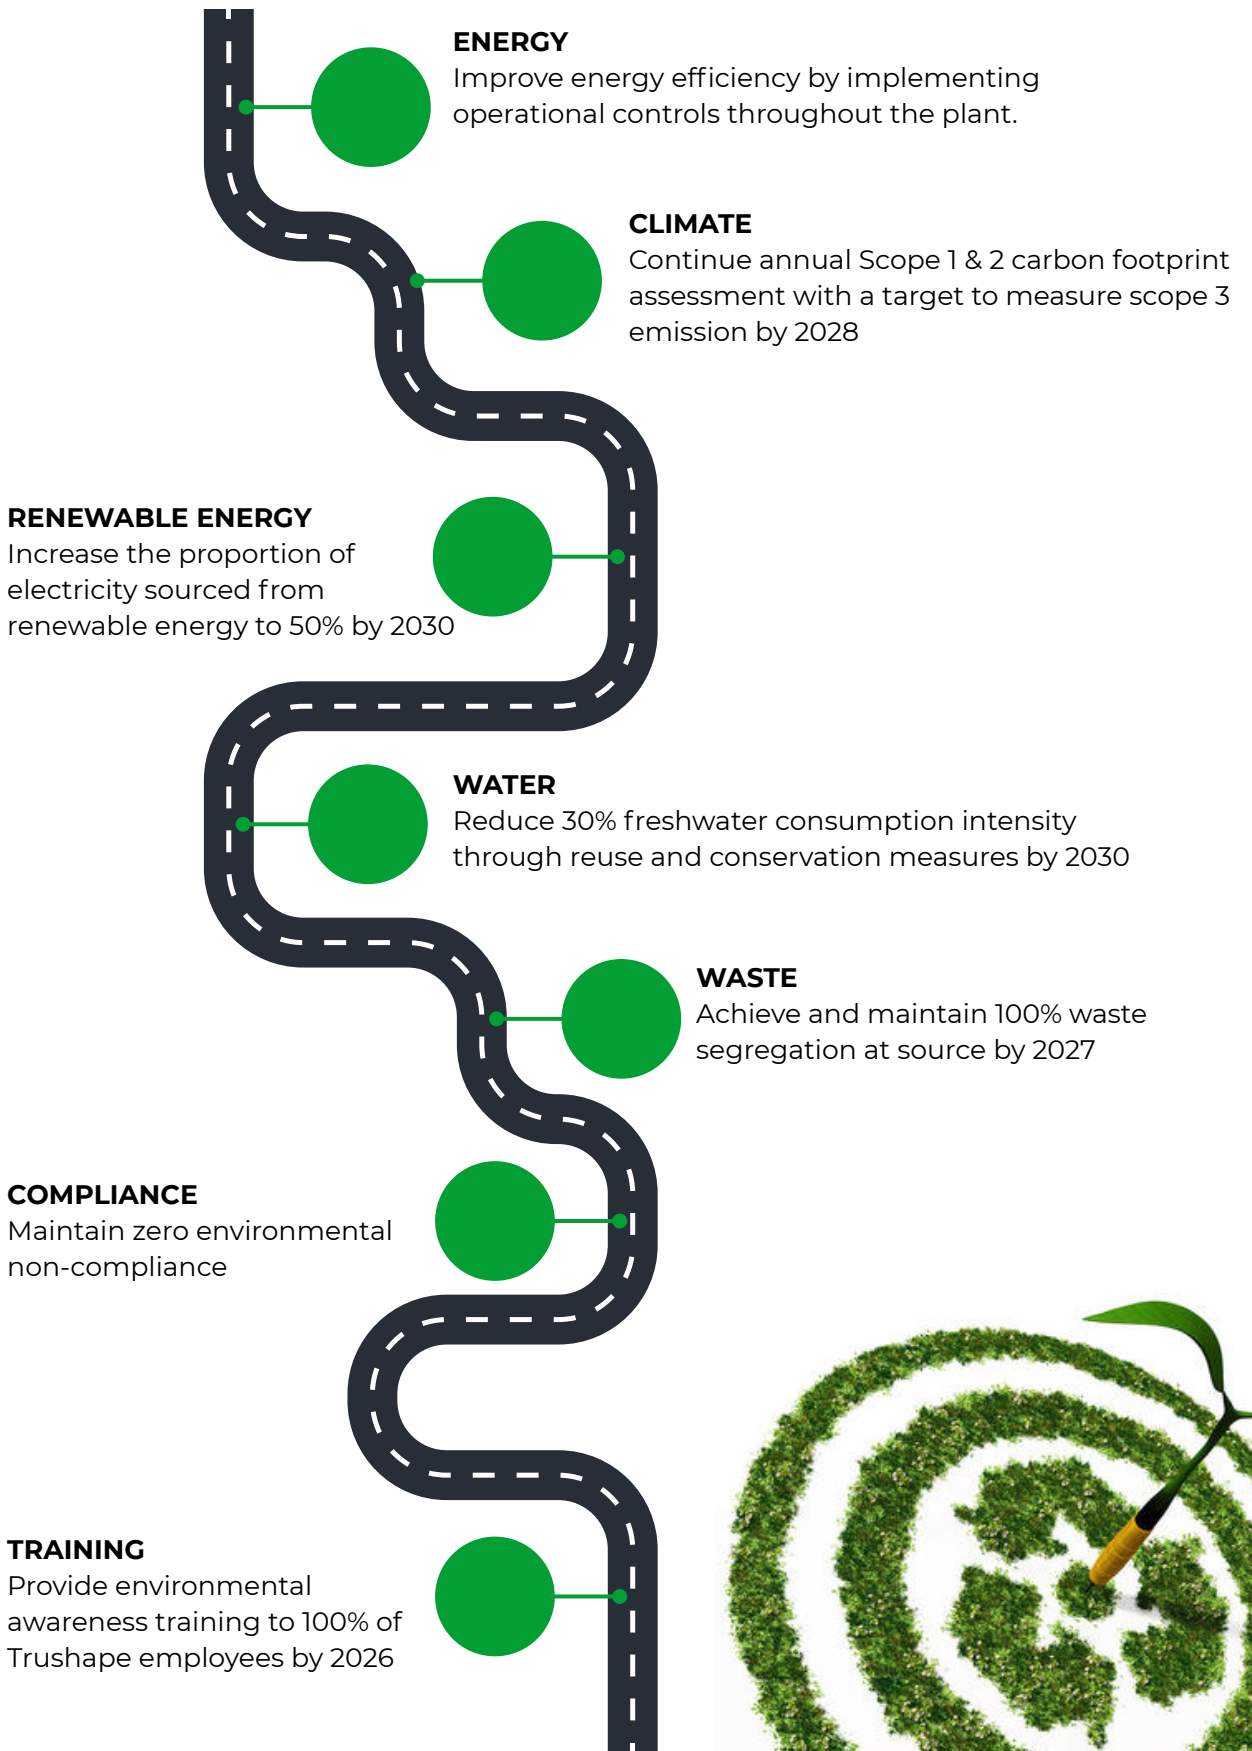 ENERGY
Improve energy efficiency by implementing
operational controls throughout the plant.
CLIMATE
Continue annual Scope 1 & 2 carbon footprint
assessment with a target to measure scope 3
emission by 2028
RENEWABLE ENERGY
Increase the proportion of
electricity sourced from
renewable energy to 50% by 2030
WATER
Reduce 30% freshwater consumption intensity
through reuse and conservation measures by 2030
WASTE
Achieve and maintain 100% waste
segregation at source by 2027
COMPLIANCE
Maintain zero environmental
non-compliance
TRAINING
Provide environmental
awareness training to 100% of
Trushape employees by 2026